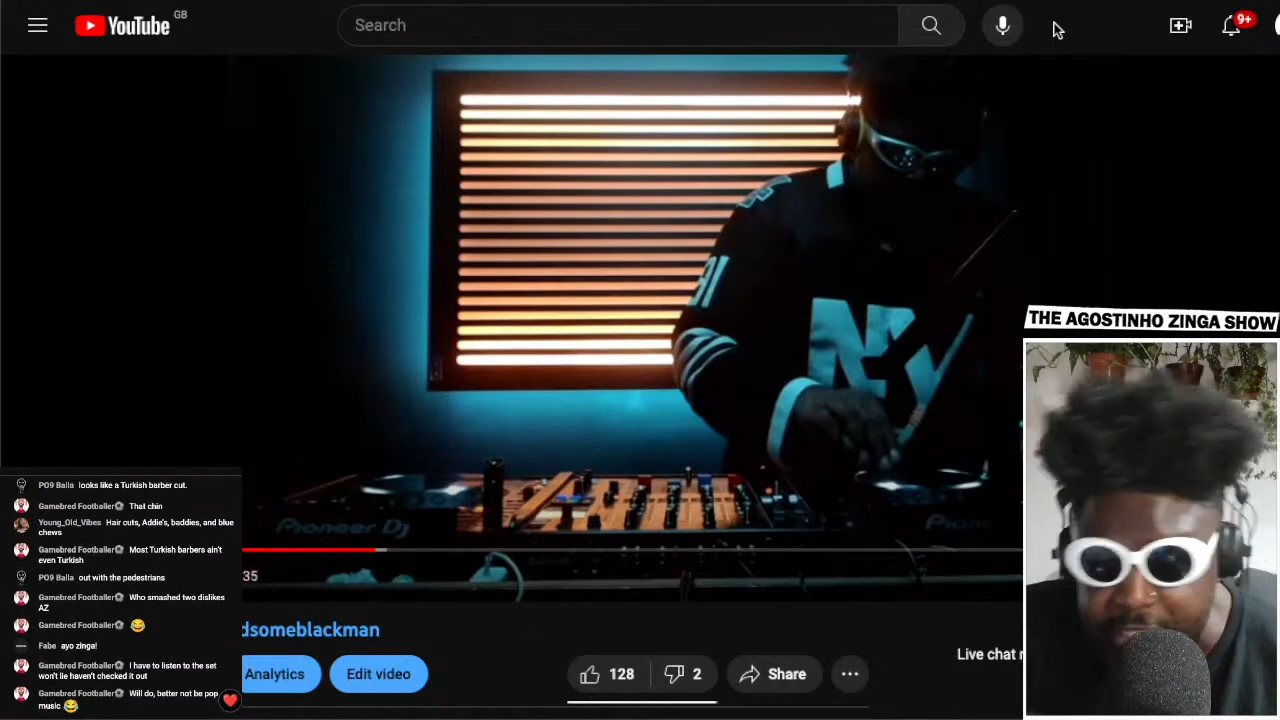 YouTube
GB
Search
9+
NY
Pioneer Dj
THE AGOSTINHO ZINGA SHOW
PO9 Balla looks like a Turkish barber cut.
Gamebred Footballer That chin
Young_Old_Vibes Hair cuts, Addie's, baddies, and blue
chews
Gamebred Footballer Most Turkish barbers ain't
even Turkish
PO9 Balla out with the pedestrians
Gamebred Footballer Who smashed two dislikes
AZ
Gamebred Footballer 😂
Fabe ayo zinga!
Gamebred Footballer I have to listen to the set
won't lie haven't checked it out
Gamebred Footballer Will do, better not be pop
music 😂
35
dsomeblackman
Analytics
Edit video
128
2
Share
Live chat